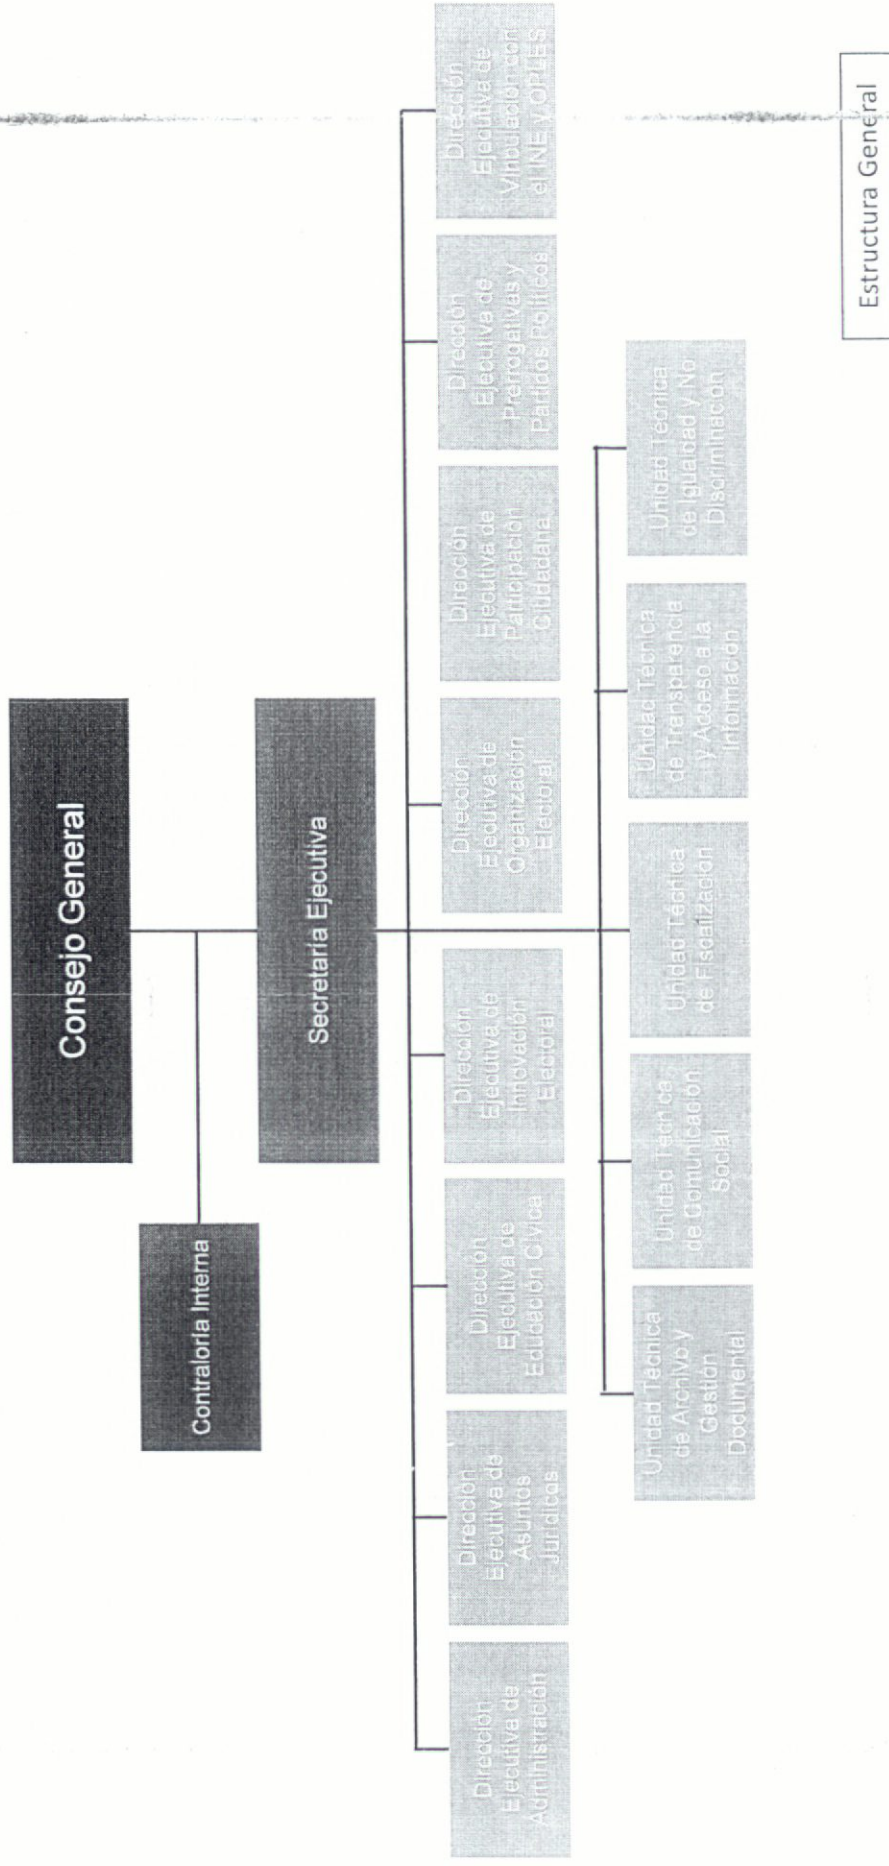 Consejo General
Contraloría Interna
Secretaría Ejecutiva
Dirección
Ejecutiva de
Administración
Dirección
Ejecutiva de
Asuntos
Jurídicos
Dirección
Ejecutiva de
Educación Cívica
Dirección
Ejecutiva de
Innovación
Electoral
Dirección
Ejecutiva de
Organización
Electoral
Dirección
Ejecutiva de
Participación
Ciudadana
Dirección
Ejecutiva de
Prerrogativas y
Partidos Políticos
Dirección
Ejecutiva de
Vinculación con
el INE y OPLES
Unidad Técnica
de Archivo y
Gestión
Documental
Unidad Técnica
de Comunicación
Social
Unidad Técnica
de Fiscalización
Unidad Técnica
de Transparencia
y Acceso a la
Información
Unidad Técnica
de Igualdad y No
Discriminación
Estructura General